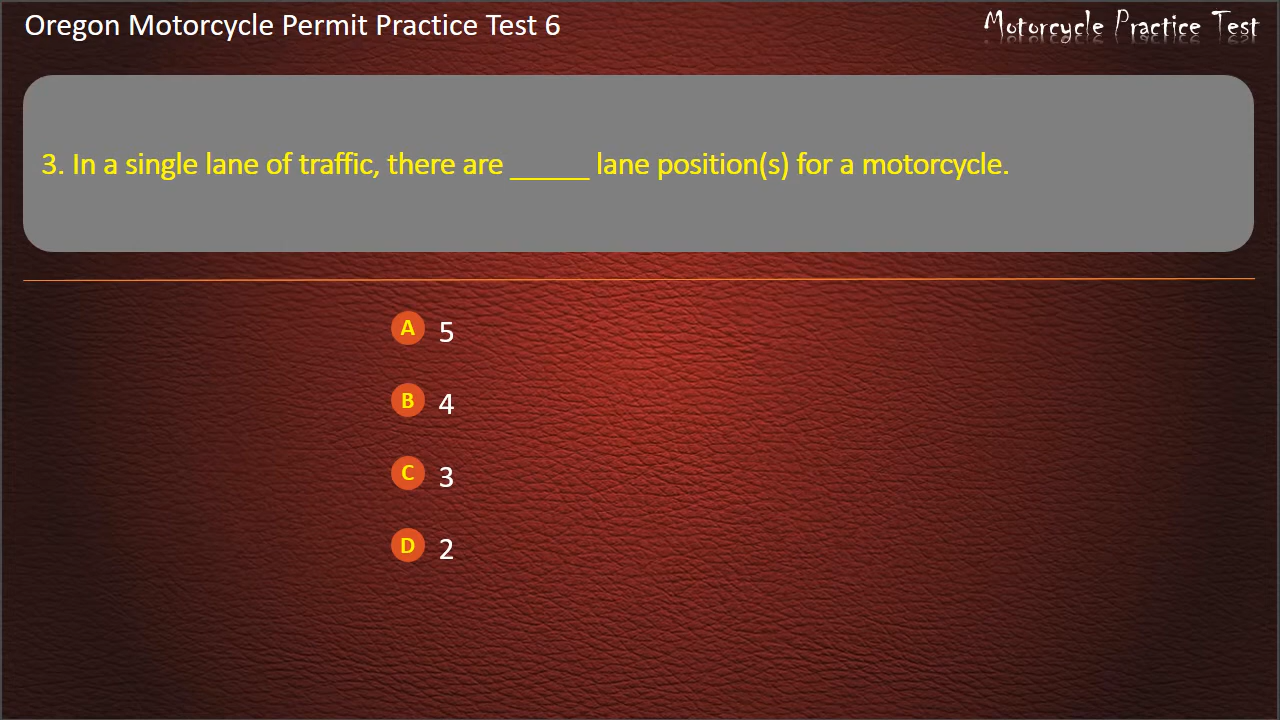 Oregon Motorcycle Permit Practice Test 6
Motorcycle Practice Test
3. In a single lane of traffic, there are _____ lane position(s) for a motorcycle.
A 5
B 4
C 3
D 2